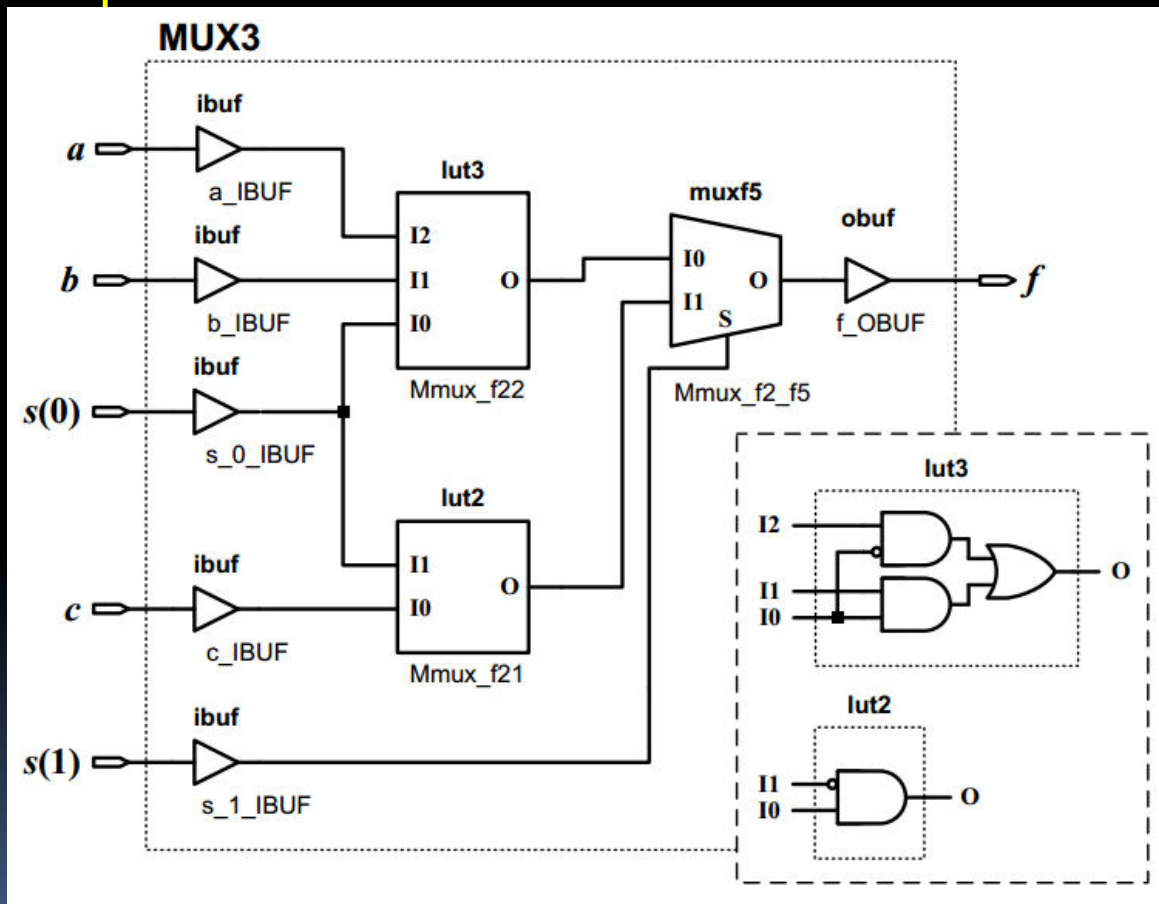 MUX3
ibuf
a
a_IBUF
lut3
I2
I1
I0
O
Mmux_f22
muxf5
I0
I1
S
O
Mmux_f2_f5
obuf
f_OBUF
f
ibuf
b
b_IBUF
ibuf
s(0)
s_0_IBUF
lut2
I1
I0
O
Mmux_f21
ibuf
c
c_IBUF
ibuf
s(1)
s_1_IBUF
lut3
I2
I1
I0
O
lut2
I1
I0
O